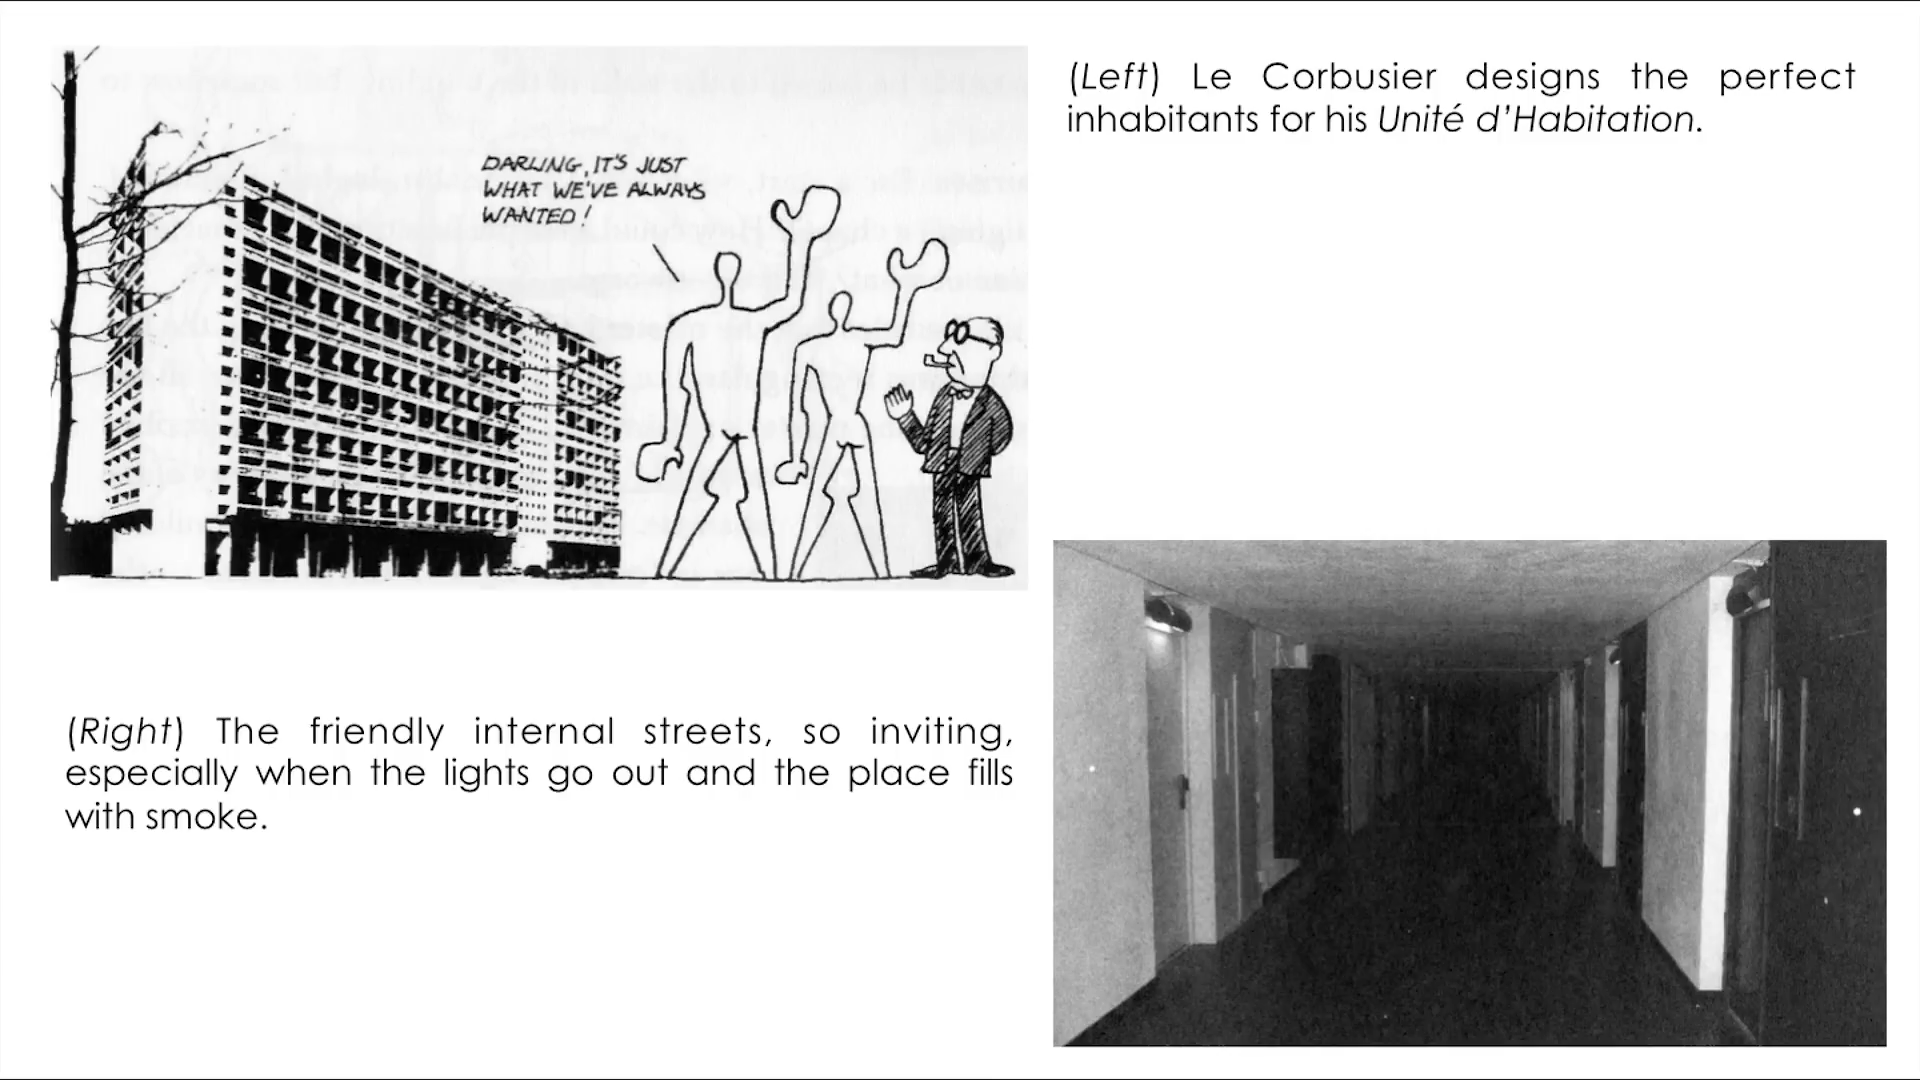 DARLING, IT'S JUST
WHAT WE'VE ALWAYS
WANTED!
(Left) Le Corbusier designs the perfect
inhabitants for his Unité d'Habitation.
(Right) The friendly internal streets, so inviting,
especially when the lights go out and the place fills
with smoke.